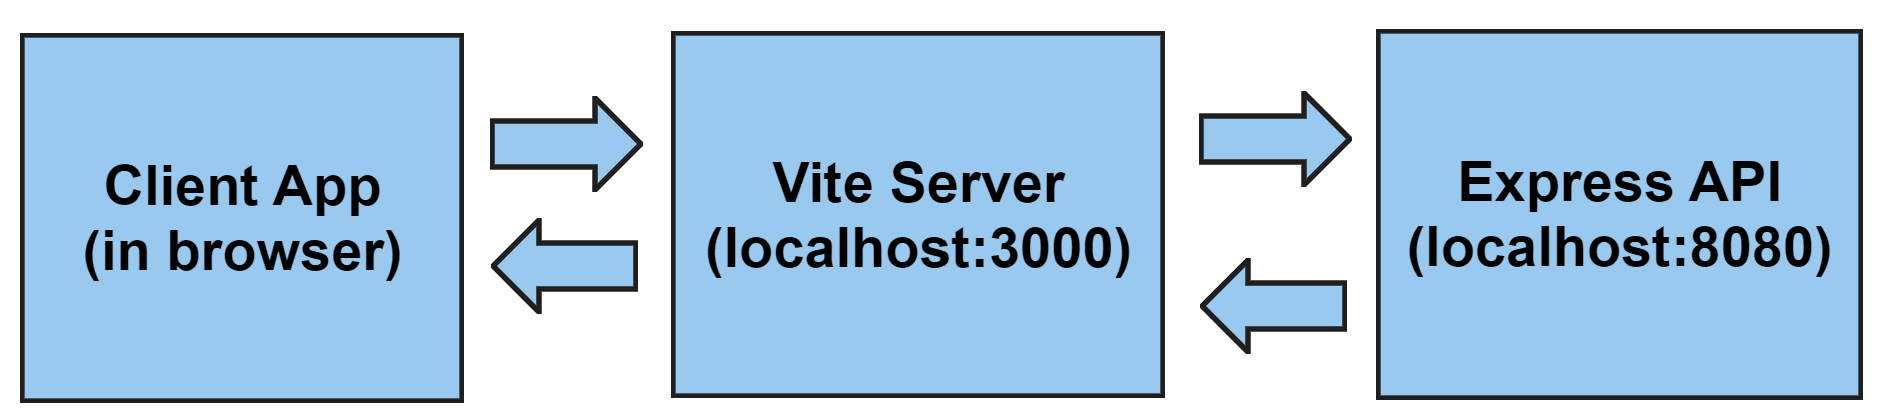 Client App
(in browser)
Vite Server
(localhost:3000)
Express API
(localhost:8080)